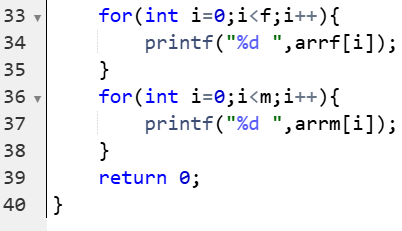 33 for(int i=0;i<f;i++){
34 printf("%d ",arrf[i]);
35 }
36 for(int i=0;i<m;i++){
37 printf("%d ",arrm[i]);
38 }
39 return 0;
40 }